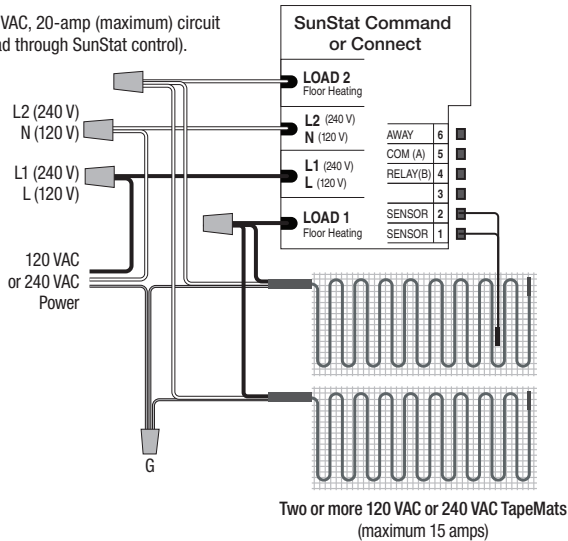 VAC, 20-amp (maximum) circuit
through SunStat control).
SunStat Command
or Connect
LOAD 2
Floor Heating
L2 (240 V)
N (120 V)
L2 (240 V)
N (120 V)
L1 (240 V)
L (120 V)
L1 (240 V)
L (120 V)
LOAD 1
Floor Heating
AWAY 6
COM (A) 5
RELAY(B) 4
3
SENSOR 2
SENSOR 1
120 VAC
or 240 VAC
Power
G
Two or more 120 VAC or 240 VAC TapeMats
(maximum 15 amps)